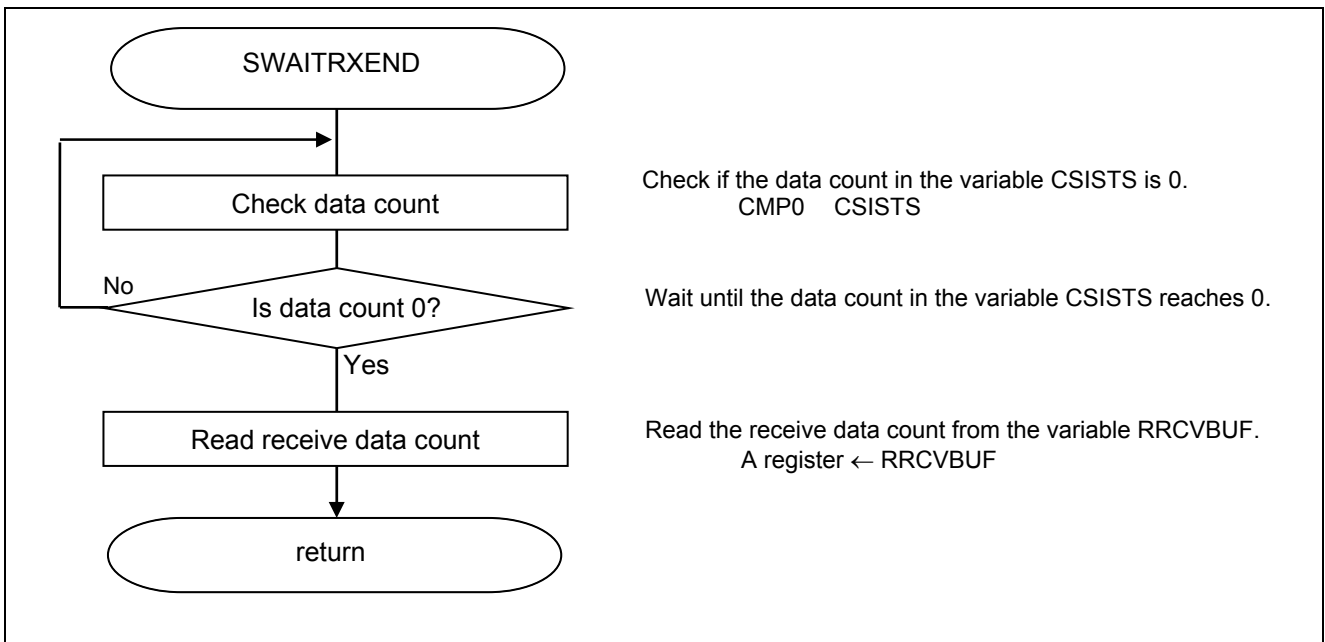 SWAITRXEND
Check data count
Check if the data count in the variable CSISTS is 0.
CMP0 CSISTS
No
Is data count 0?
Wait until the data count in the variable CSISTS reaches 0.
Yes
Read receive data count
Read the receive data count from the variable RRCVBUF.
A register ← RRCVBUF
return